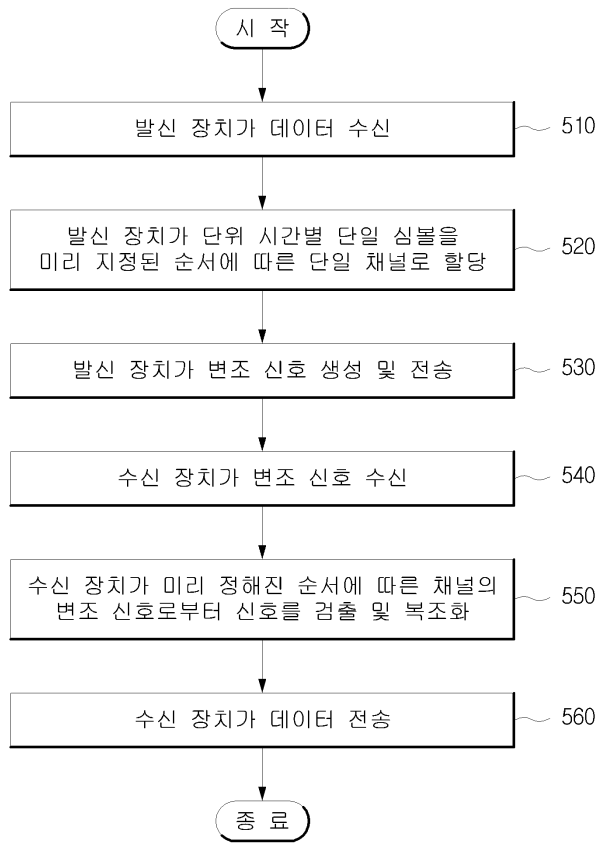 시 작
발신 장치가 데이터 수신
510
발신 장치가 단위 시간별 단일 심볼을
미리 지정된 순서에 따른 단일 채널로 할당
520
발신 장치가 변조 신호 생성 및 전송
530
수신 장치가 변조 신호 수신
540
수신 장치가 미리 정해진 순서에 따른 채널의
변조 신호로부터 신호를 검출 및 복조화
550
수신 장치가 데이터 전송
560
종 료